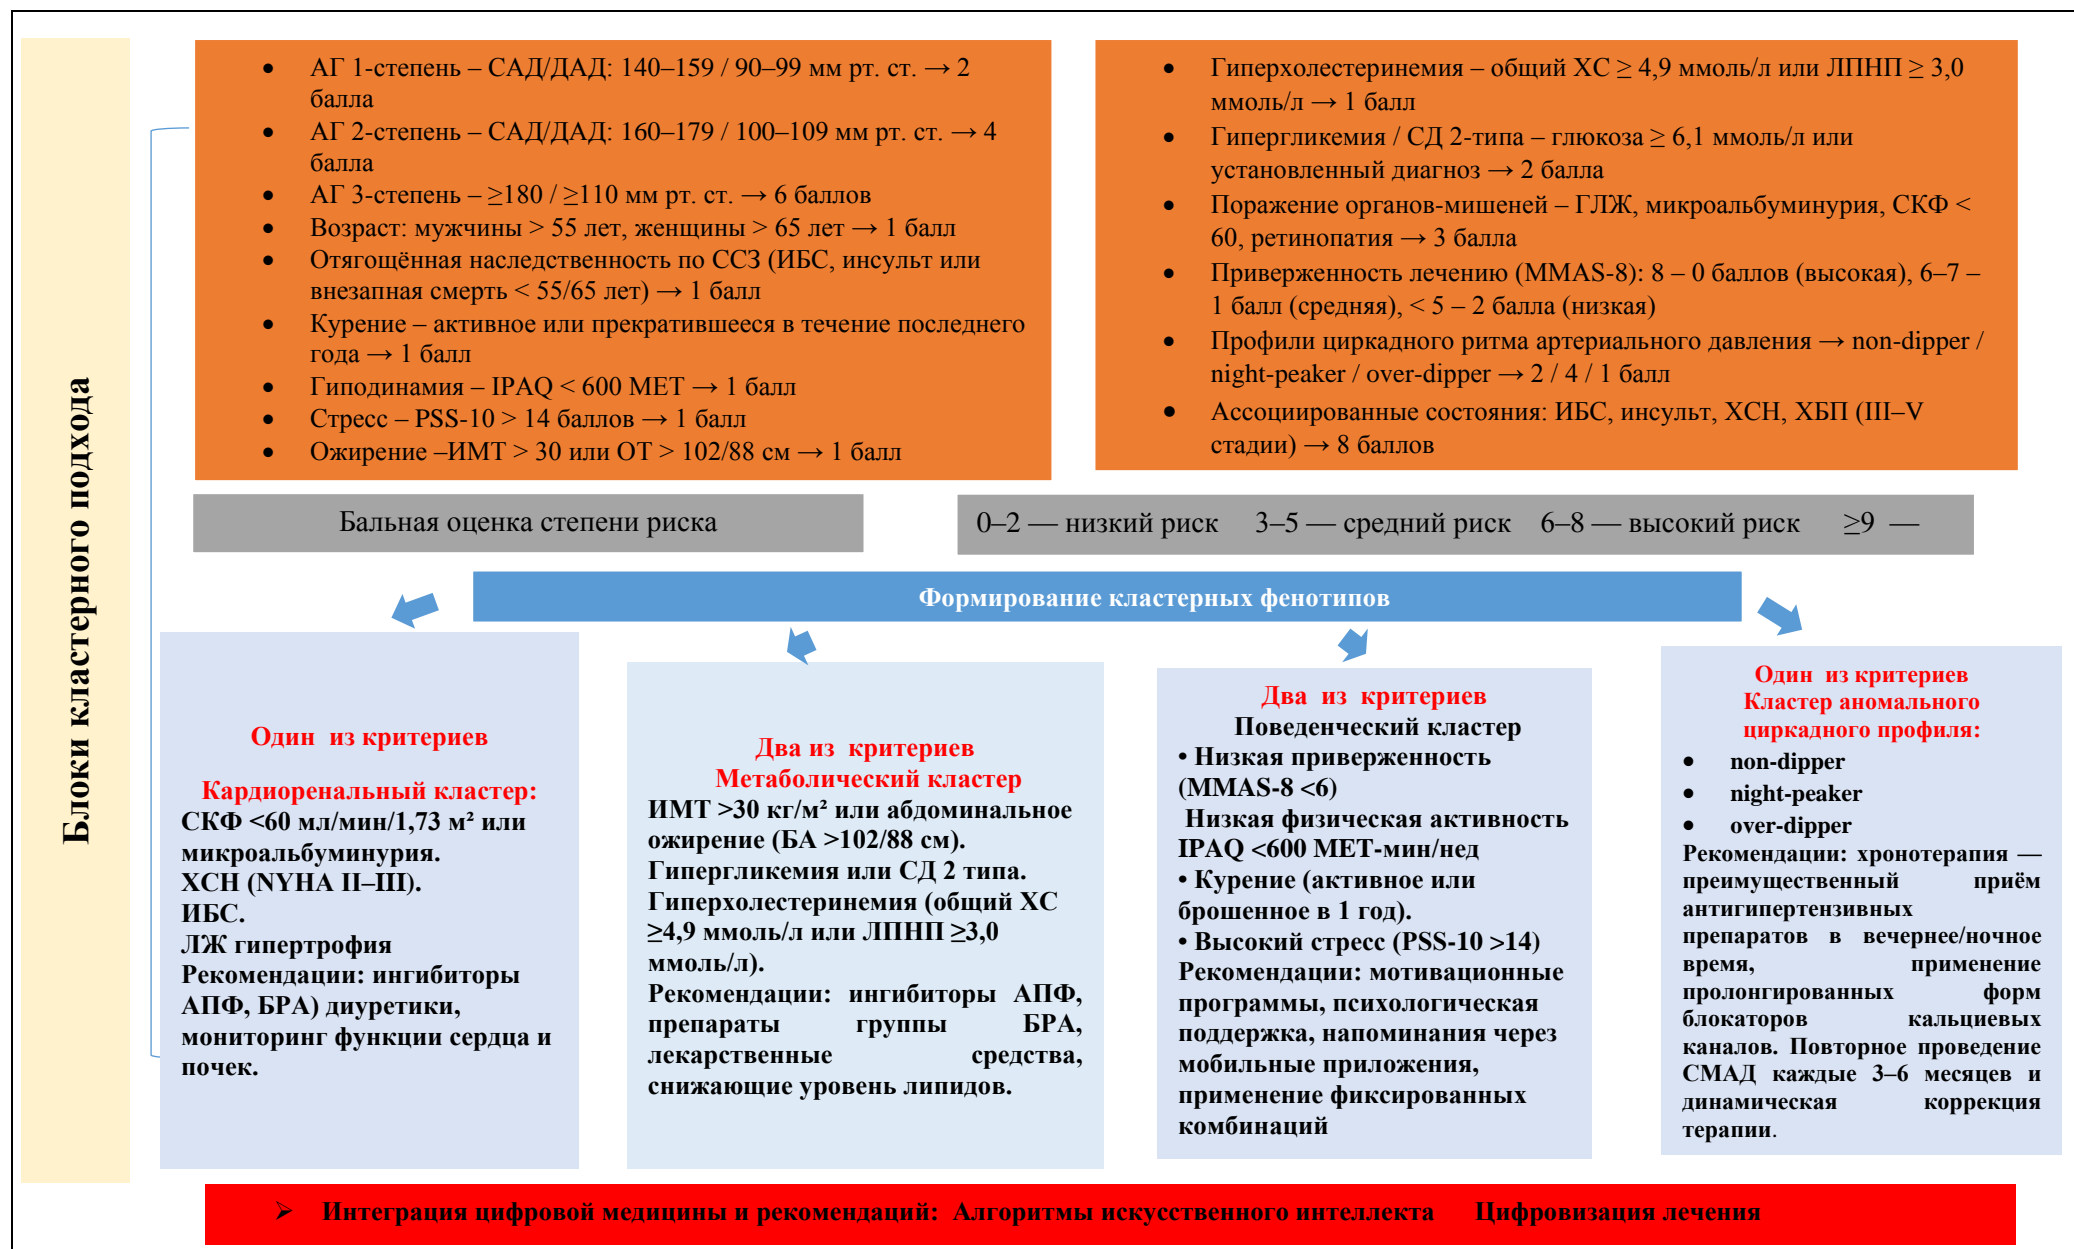 Блоки кластерного подхода
• АГ 1-степень – САД/ДАД: 140–159 / 90–99 мм рт. ст. → 2
балла
• АГ 2-степень – САД/ДАД: 160–179 / 100–109 мм рт. ст. → 4
балла
• АГ 3-степень – ≥180 / ≥110 мм рт. ст. → 6 баллов
• Возраст: мужчины > 55 лет, женщины > 65 лет → 1 балл
• Отягощённая наследственность по ССЗ (ИБС, инсульт или
внезапная смерть < 55/65 лет) → 1 балл
• Курение – активное или прекратившееся в течение последнего
года → 1 балл
• Гиподинамия – IPAQ < 600 MET → 1 балл
• Стресс – PSS-10 > 14 баллов → 1 балл
• Ожирение –ИМТ > 30 или ОТ > 102/88 см → 1 балл
• Гиперхолестеринемия – общий ХС ≥ 4,9 ммоль/л или ЛПНП ≥ 3,0
ммоль/л → 1 балл
• Гипергликемия / СД 2-типа – глюкоза ≥ 6,1 ммоль/л или
установленный диагноз → 2 балла
• Поражение органов-мишеней – ГЛЖ, микроальбуминурия, СКФ <
60, ретинопатия → 3 балла
• Приверженность лечению (MMAS-8): 8 – 0 баллов (высокая), 6–7 –
1 балл (средняя), < 5 – 2 балла (низкая)
• Профили циркадного ритма артериального давления → non-dipper /
night-peaker / over-dipper → 2 / 4 / 1 балл
• Ассоциированные состояния: ИБС, инсульт, ХСН, ХБП (III–V
стадии) → 8 баллов
Бальная оценка степени риска
0–2 — низкий риск 3–5 — средний риск 6–8 — высокий риск ≥9 —
Формирование кластерных фенотипов
Один из критериев
Кардиоренальный кластер:
СКФ <60 мл/мин/1,73 м² или
микроальбуминурия.
ХСН (NYHA II–III).
ИБС.
ЛЖ гипертрофия
Рекомендации: ингибиторы
АПФ, БРА) диуретики,
мониторинг функции сердца и
почек.
Два из критериев
Метаболический кластер
ИМТ >30 кг/м² или абдоминальное
ожирение (БА >102/88 см).
Гипергликемия или СД 2 типа.
Гиперхолестеринемия (общий ХС
≥4,9 ммоль/л или ЛПНП ≥3,0
ммоль/л).
Рекомендации: ингибиторы АПФ,
препараты группы БРА,
лекарственные средства,
снижающие уровень липидов.
Два из критериев
Поведенческий кластер
• Низкая приверженность
(MMAS-8 <6)
Низкая физическая активность
IPAQ <600 MET-мин/нед
• Курение (активное или
брошенное в 1 год).
• Высокий стресс (PSS-10 >14)
Рекомендации: мотивационные
программы, психологическая
поддержка, напоминания через
мобильные приложения,
применение фиксированных
комбинаций
Один из критериев
Кластер аномального
циркадного профиля:
• non-dipper
• night-peaker
• over-dipper
Рекомендации: хронотерапия —
преимущественный приём
антигипертензивных
препаратов в вечернее/ночное
время, применение
пролонгированных форм
блокаторов кальциевых
каналов. Повторное проведение
СМАД каждые 3–6 месяцев и
динамическая коррекция
терапии.
➢ Интеграция цифровой медицины и рекомендаций: Алгоритмы искусственного интеллекта Цифровизация лечения